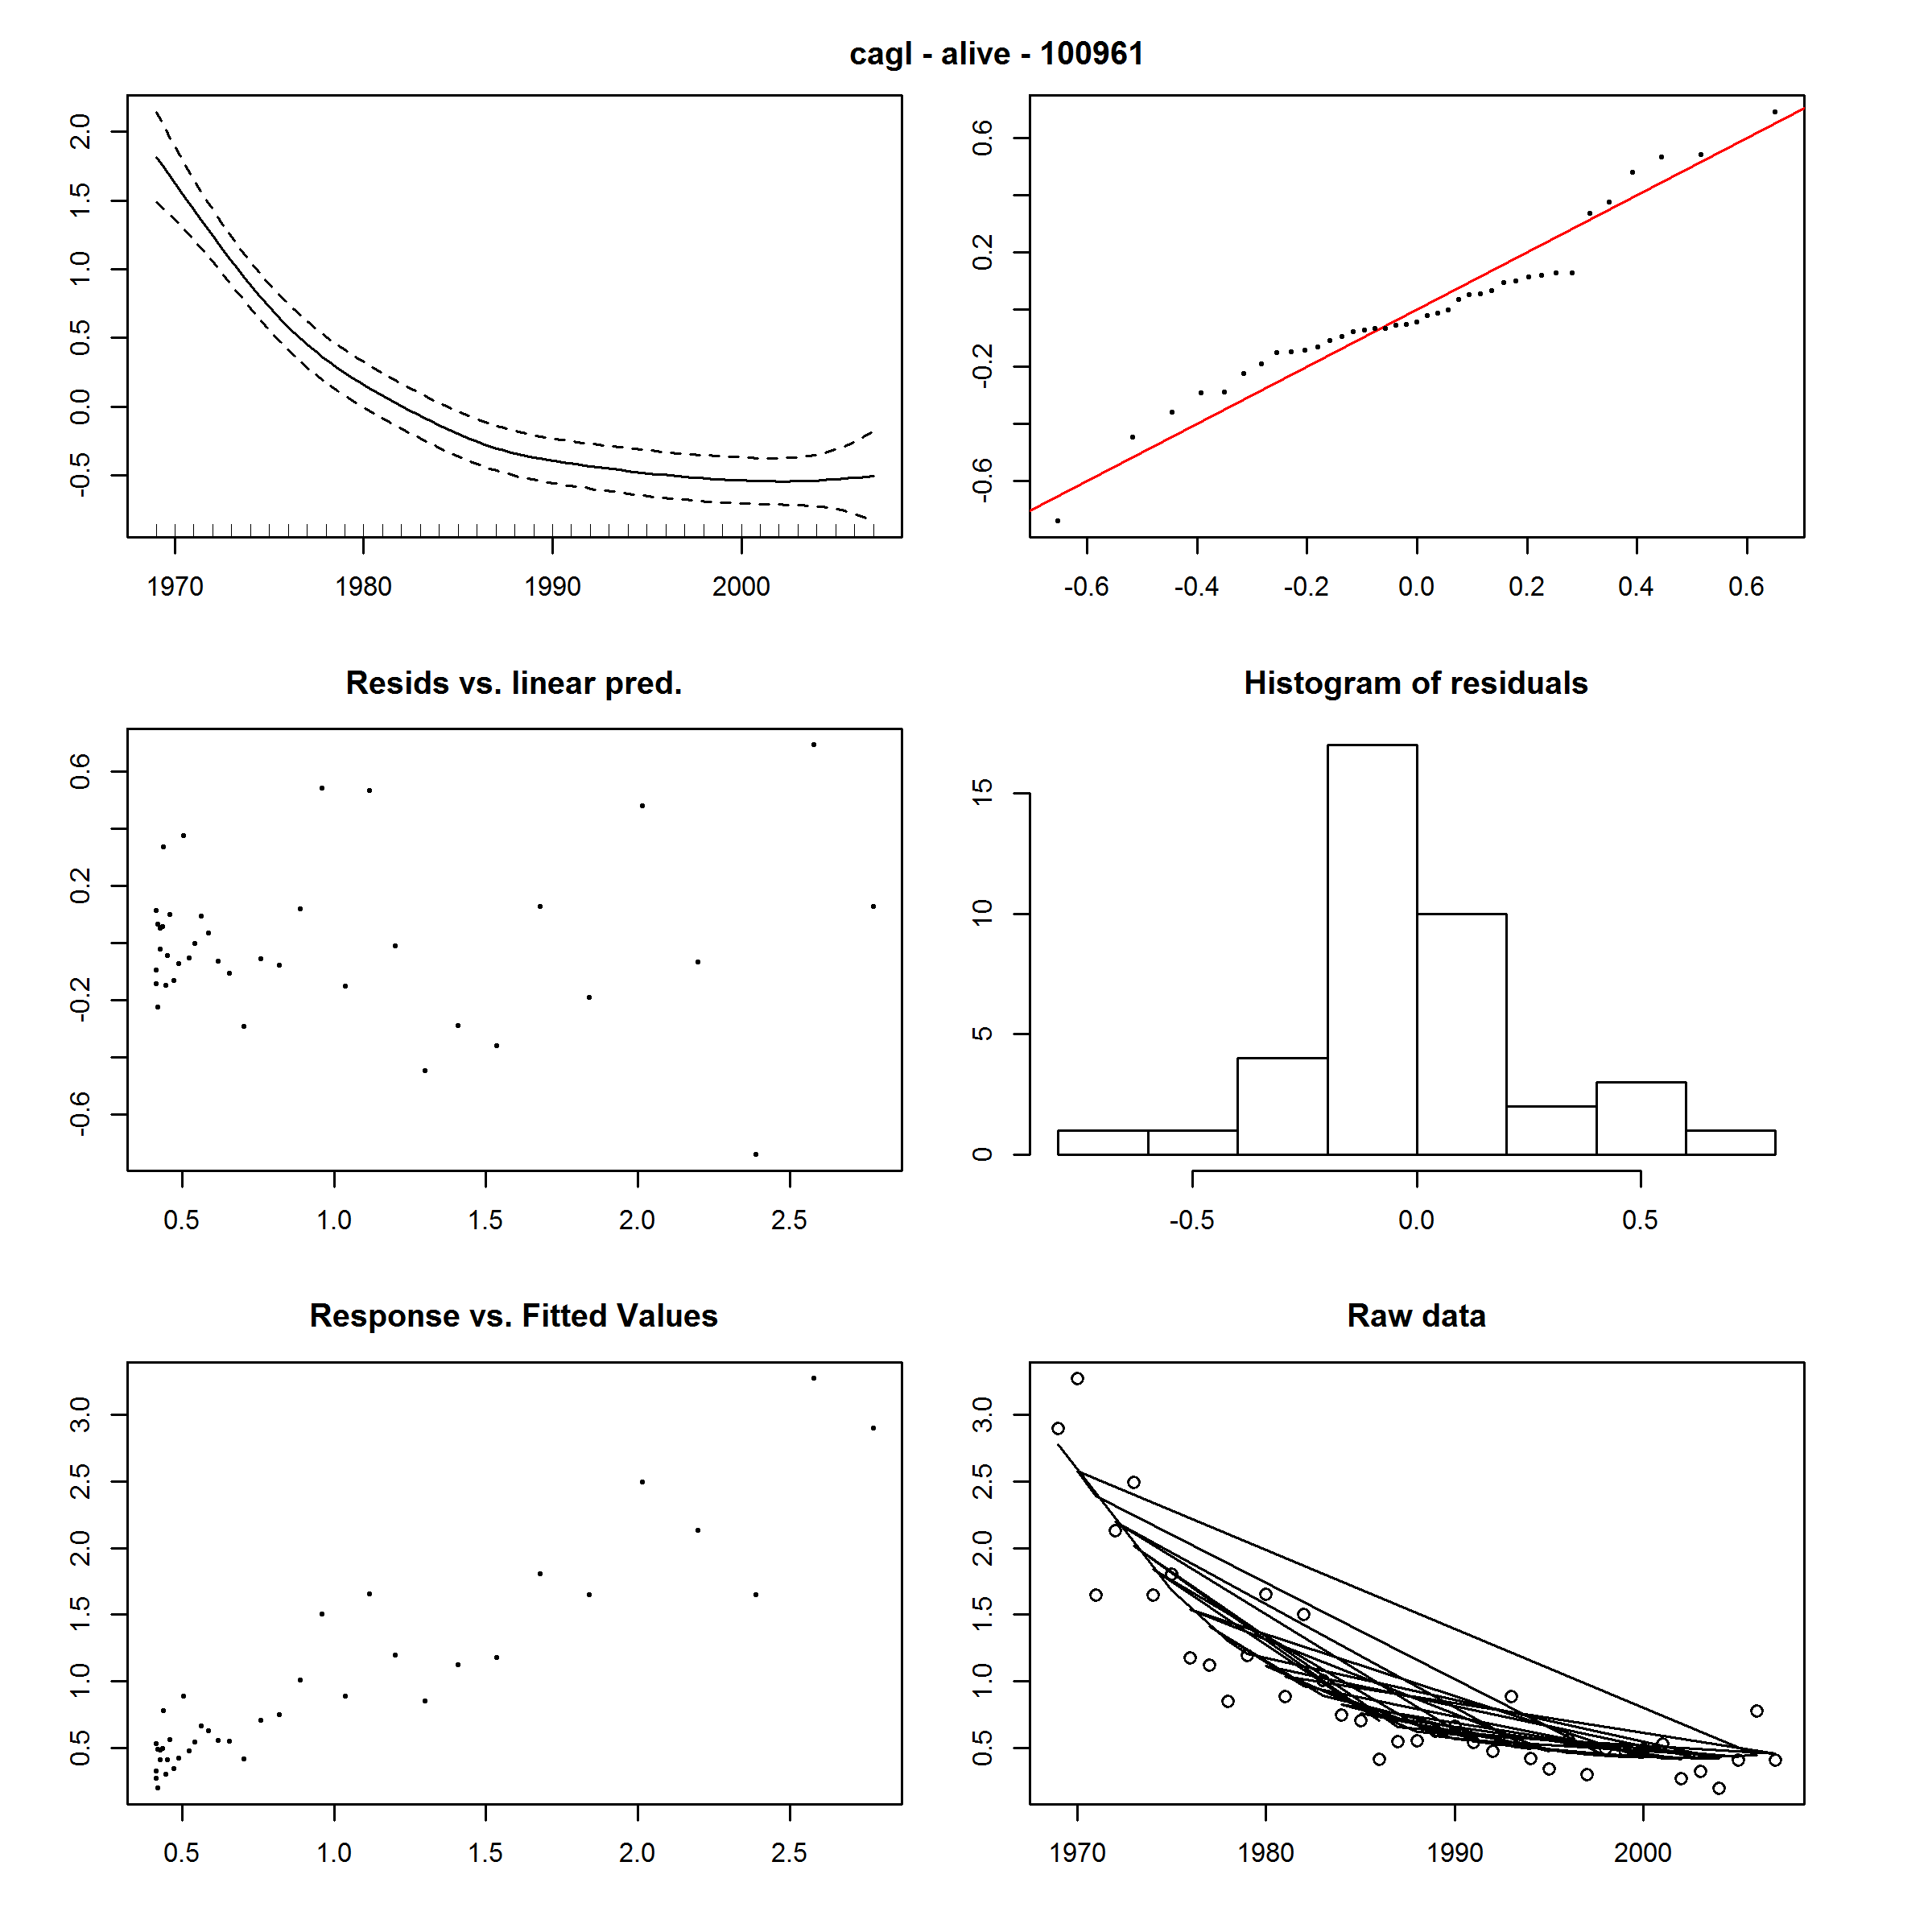 cagl - alive - 100961
2.0
1.5
1.0
0.5
0.0
-0.5
1970 1980 1990 2000
0.6
0.2
-0.2
-0.6
-0.6 -0.4 -0.2 0.0 0.2 0.4 0.6
Resids vs. linear pred.
0.6
0.2
-0.2
-0.6
0.5 1.0 1.5 2.0 2.5
Histogram of residuals
15
10
5
0
-0.5 0.0 0.5
Response vs. Fitted Values
3.0
2.5
2.0
1.5
1.0
0.5
0.5 1.0 1.5 2.0 2.5
Raw data
3.0
2.5
2.0
1.5
1.0
0.5
1970 1980 1990 2000